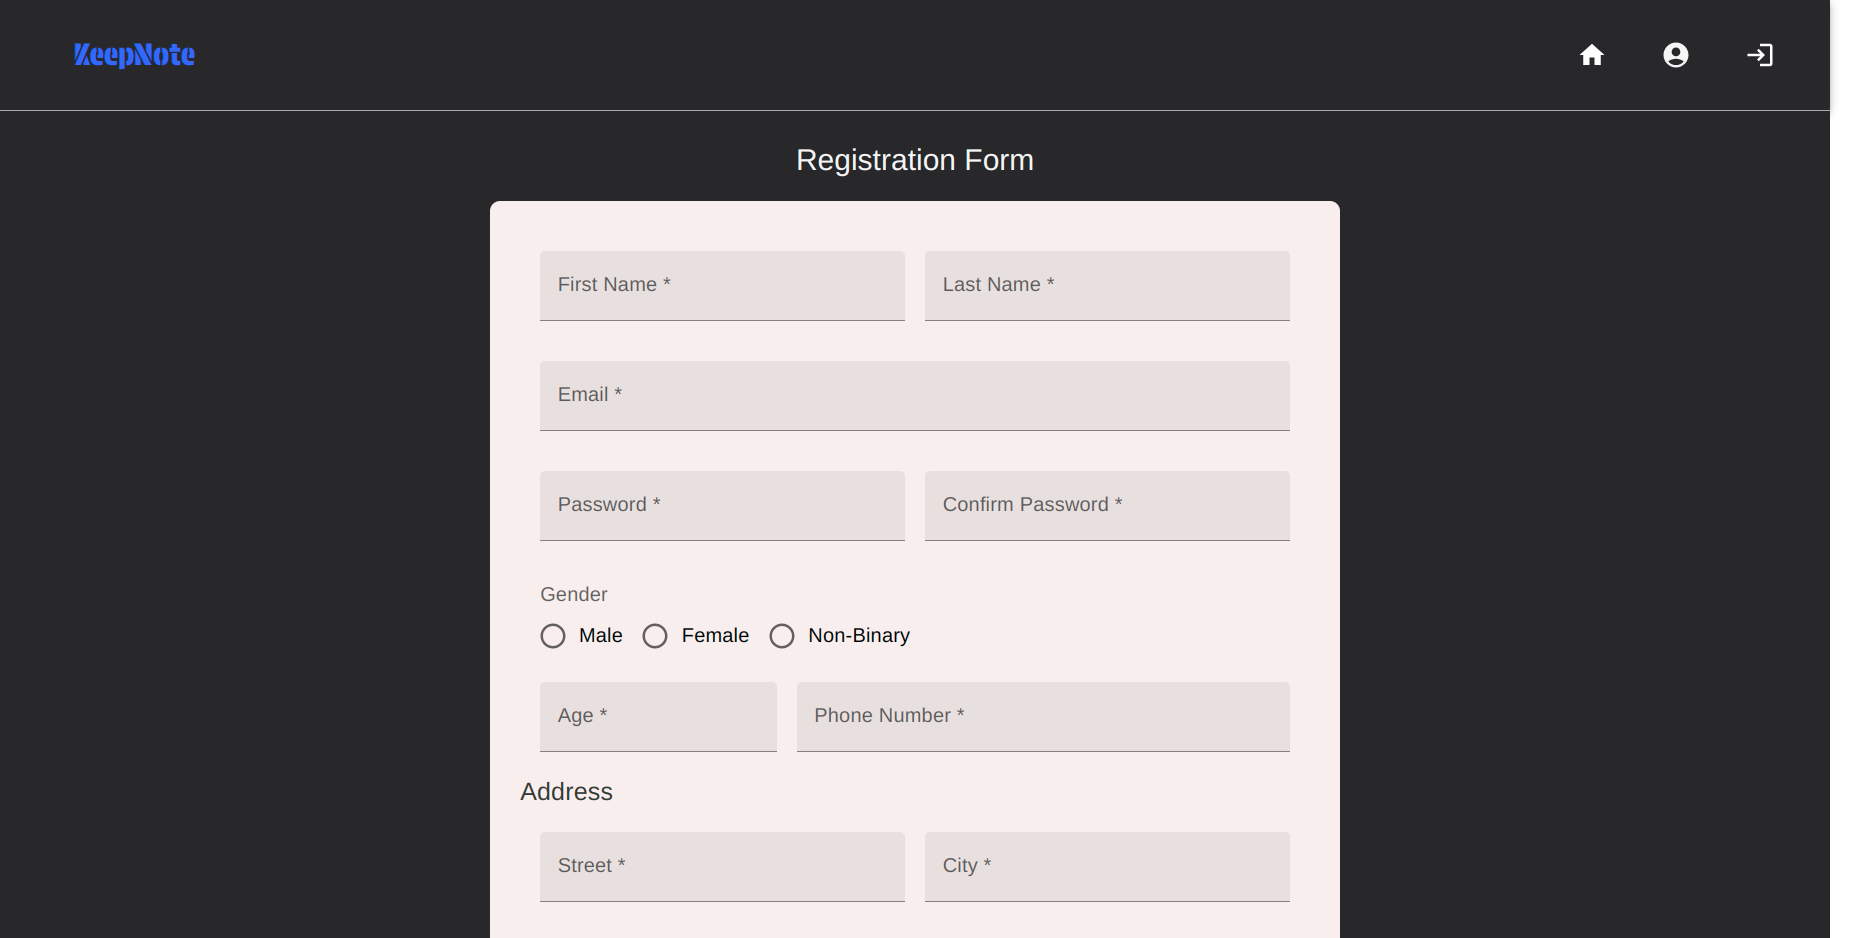 KeepNote
Registration Form
First Name * Last Name *
Email *
Password * Confirm Password *
Gender
Male Female Non-Binary
Age * Phone Number *
Address
Street * City *